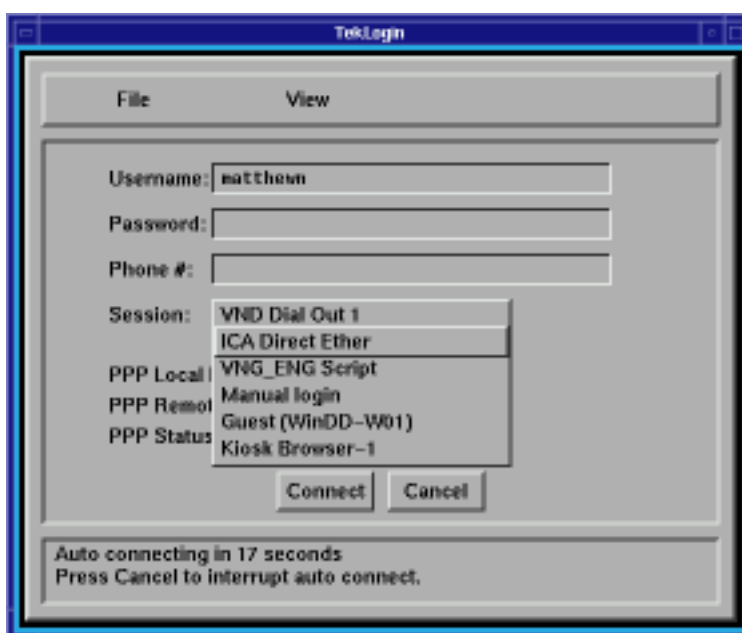 TekLogin
File View
Username: matthewn
Password:
Phone #:
Session: VND Dial Out 1
ICA Direct Ether
VNG_ENG Script
PPP Local
Manual login
PPP Remot
Guest (WinDD-W01)
PPP Status
Kiosk Browser-1
Connect Cancel
Auto connecting in 17 seconds
Press Cancel to interrupt auto connect.